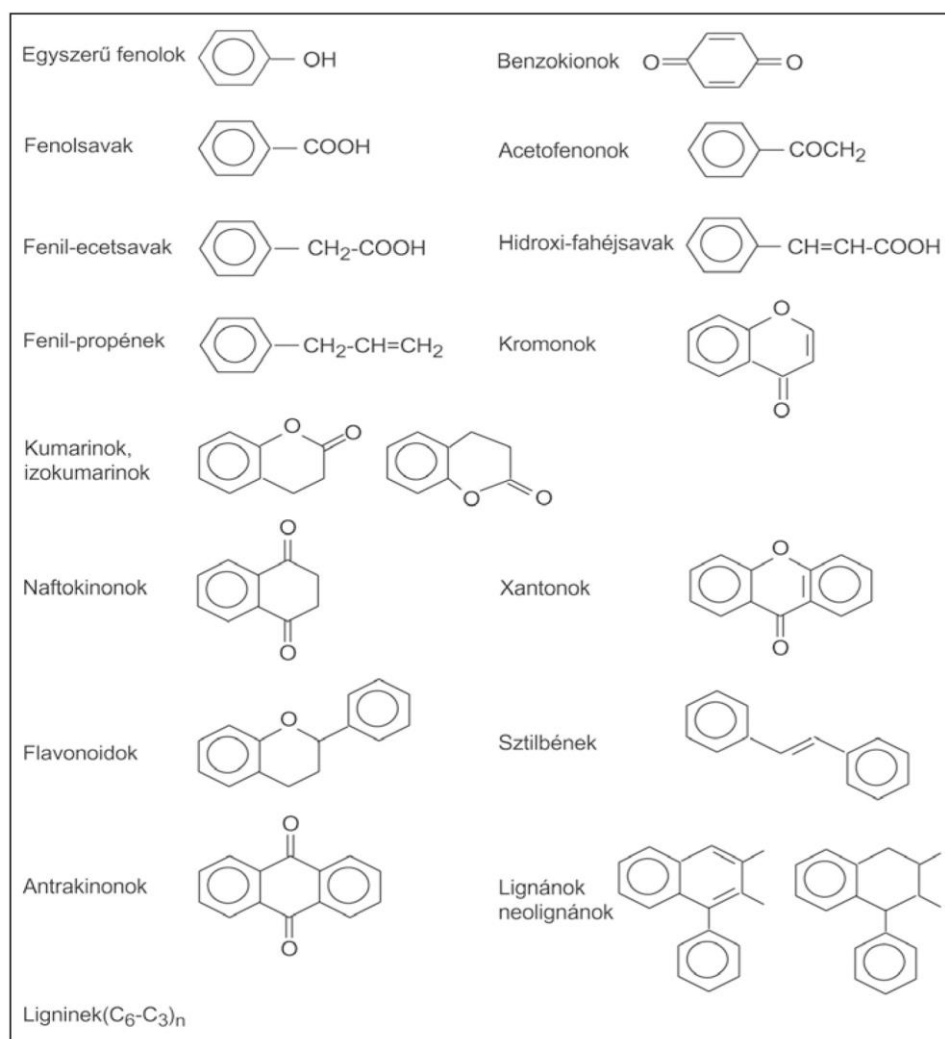 Egyszerű fenolok
OH
Benzokionok
O
O
Fenolsavak
COOH
Acetofenonok
COCH₂
Fenil-ecetsavak
CH₂-COOH
Hidroxi-fahéjsavak
CH=CH-COOH
Fenil-propének
CH₂-CH=CH₂
Kromonok
O
O
Kumarinok,
izokumarinok
O
O
O
O
Naftokinonok
O
O
Xantonok
O
O
Flavonoidok
O
Sztilbének
Antrakinonok
O
O
Lignánok
neolignánok
Ligninek(C₆-C₃)ₙ